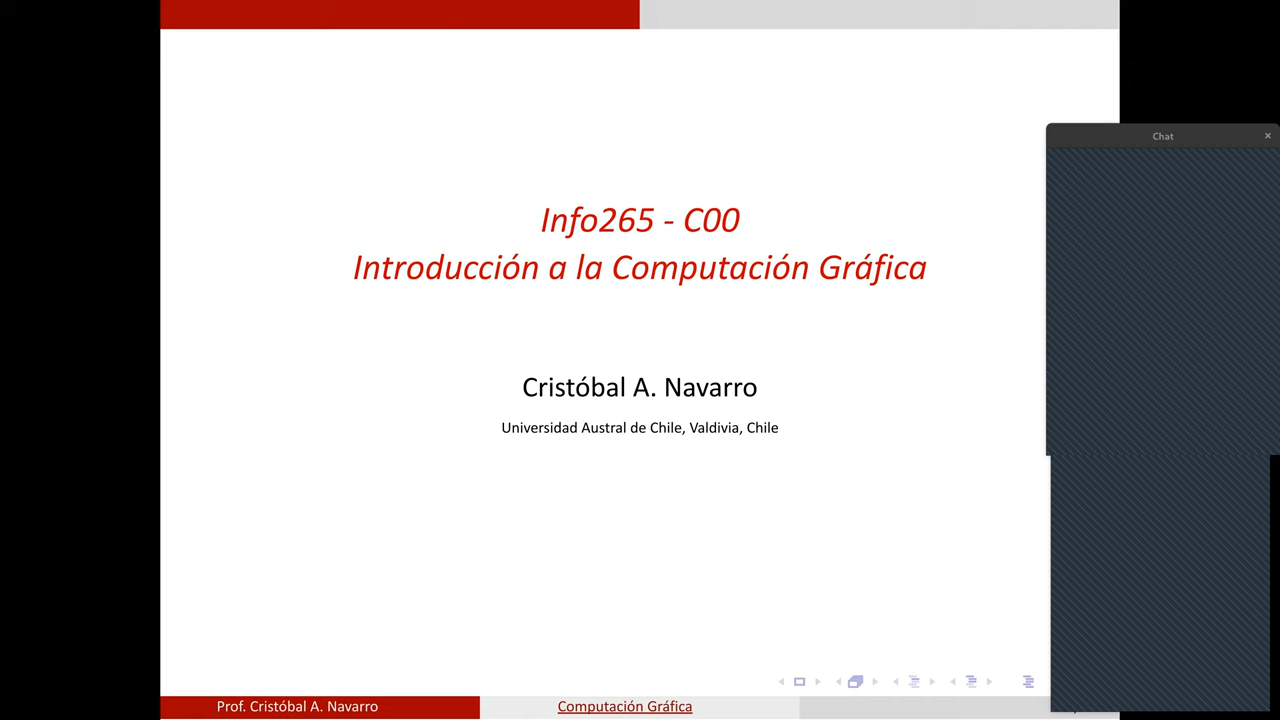 Chat
Info265 - C00
Introducción a la Computación Gráfica
Cristóbal A. Navarro
Universidad Austral de Chile, Valdivia, Chile
Prof. Cristóbal A. Navarro
Computación Gráfica